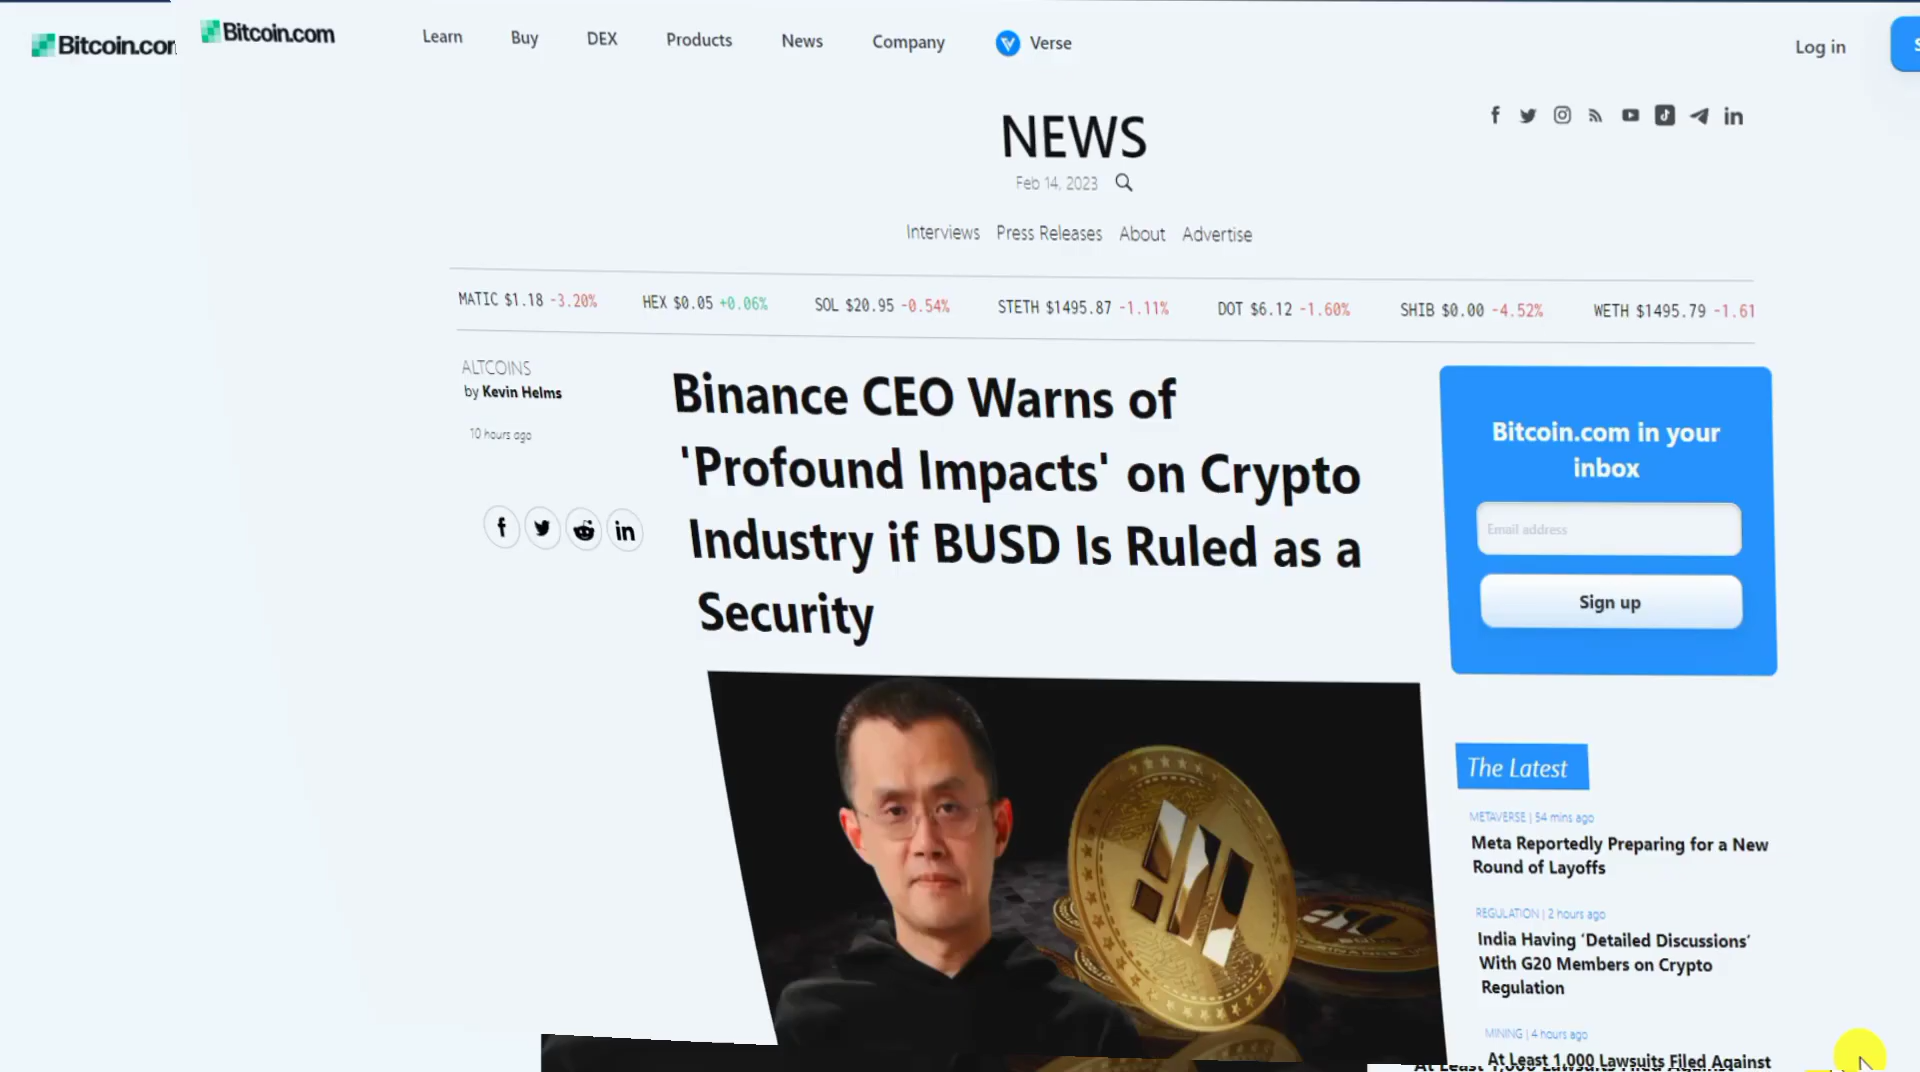 Bitcoin.com
Learn
Buy
DEX
Products
News
Company
Verse
Log in
NEWS
Feb 14, 2023
Interviews Press Releases About Advertise
MATIC $1.18 -3.20%
HEX $0.05 +0.06%
SOL $20.95 -0.54%
STETH $1495.87 -1.11%
DOT $6.12 -1.60%
SHIB $0.00 -4.52%
WETH $1495.79 -1.61
ALTCOINS
by Kevin Helms
10 hours ago
Binance CEO Warns of
'Profound Impacts' on Crypto
Industry if BUSD Is Ruled as a
Security
Bitcoin.com in your
inbox
Email address
Sign up
The Latest
METAVERSE | 54 mins ago
Meta Reportedly Preparing for a New
Round of Layoffs
REGULATION | 2 hours ago
India Having ‘Detailed Discussions’
With G20 Members on Crypto
Regulation
MINING | 4 hours ago
At Least 1,000 Lawsuits Filed Against